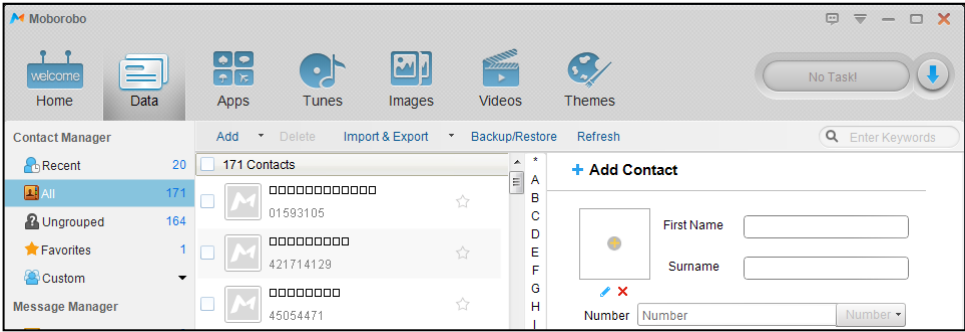 Moborobo
welcome
Home
Data
Apps
Tunes
Images
Videos
Themes
No Task!
Contact Manager
Add
Delete
Import & Export
Backup/Restore
Refresh
Enter Keywords
Recent 20
All 171
Ungrouped 164
Favorites 1
Custom
Message Manager
171 Contacts
□□□□□□□□□□□□
01593105
□□□□□□□□□
421714129
□□□□□□□□
45054471
*
A
B
C
D
E
F
G
H
I
+ Add Contact
First Name
Surname
Number Number Number